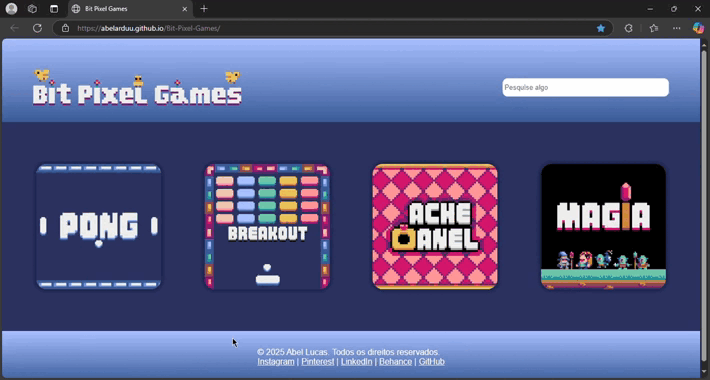 Bit Pixel Games
https://abelarduu.github.io/Bit-Pixel-Games/
Bit Pixel Games
Pesquise algo
PONG
BREAKOUT
ACHE
O ANEL
MAGIA
© 2025 Abel Lucas. Todos os direitos reservados.
Instagram | Pinterest | LinkedIn | Behance | GitHub